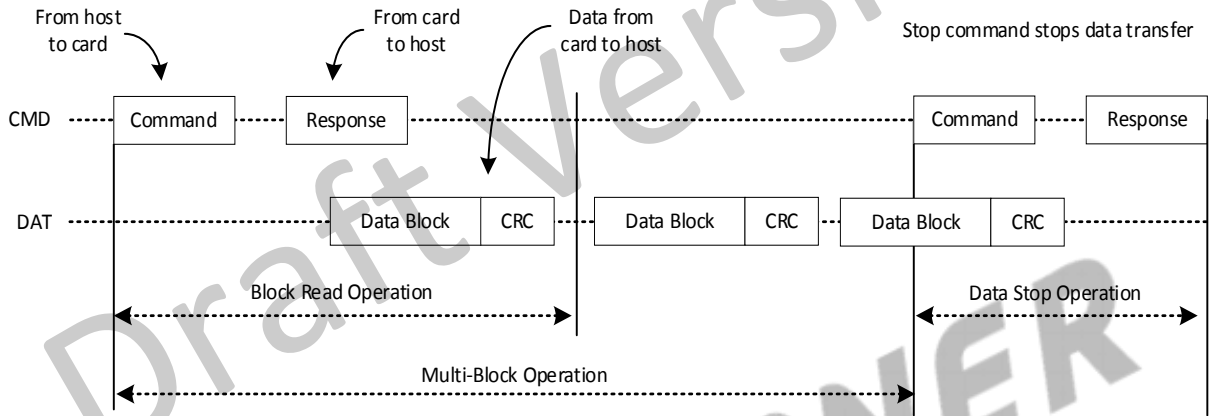 From host
to card
From card
to host
Data from
card to host
Stop command stops data transfer
CMD
Command
Response
Command
Response
DAT
Data Block
CRC
Data Block
CRC
Data Block
CRC
Block Read Operation
Data Stop Operation
Multi-Block Operation
Draft Versi
NER